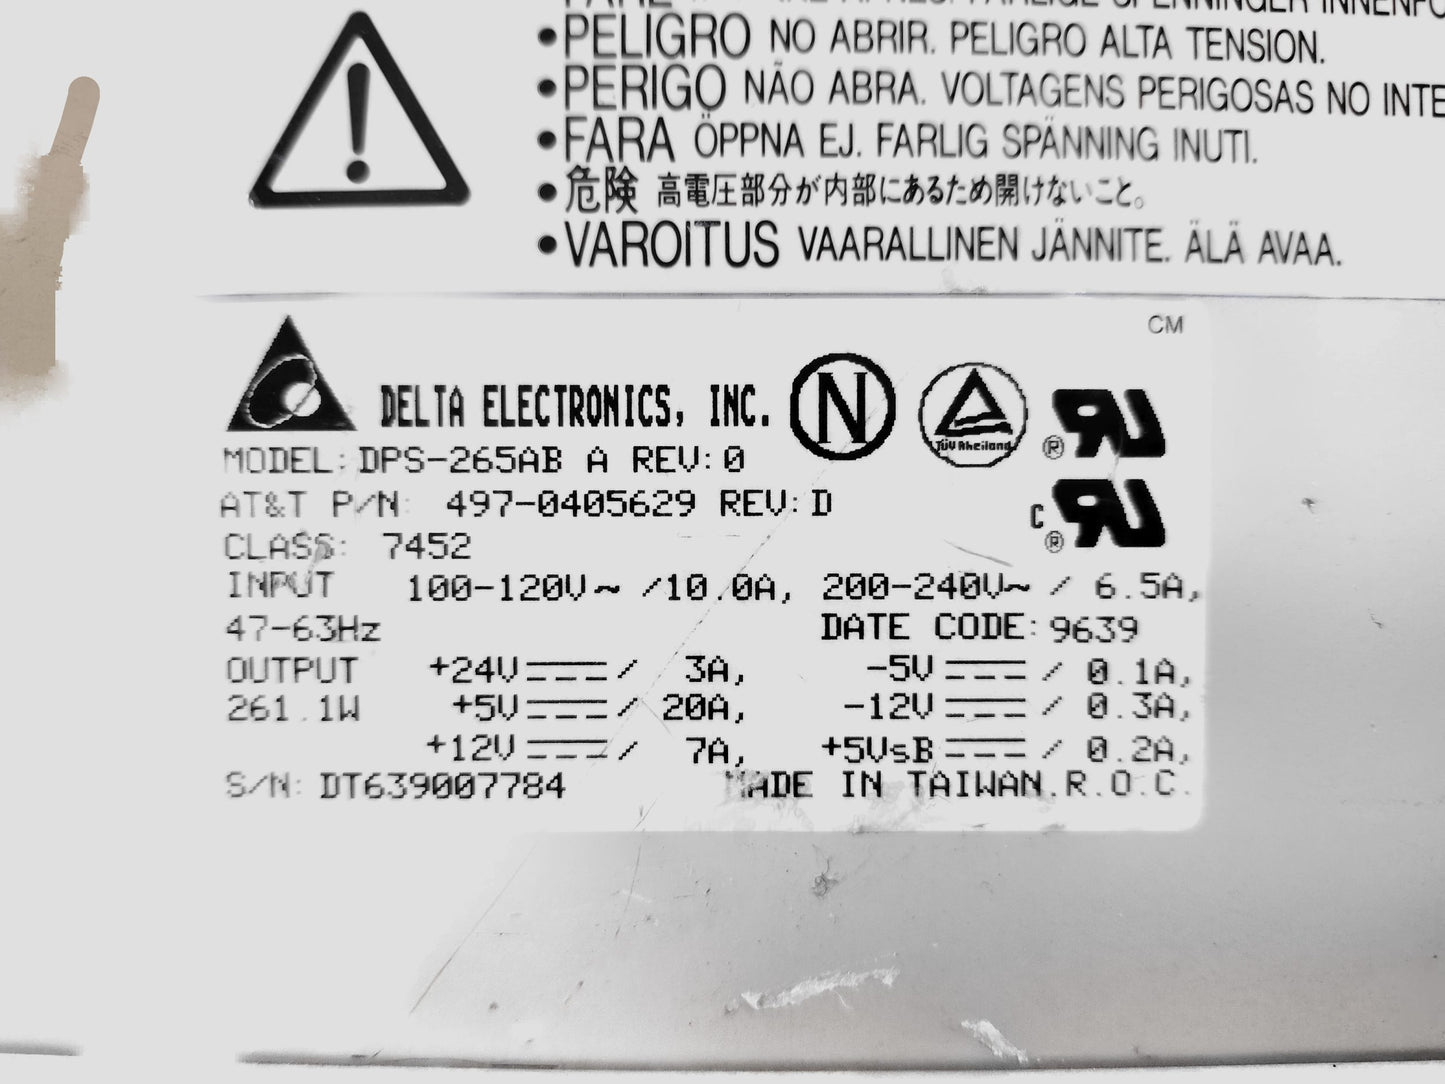 • PELIGRO NO ABRIR. PELIGRO ALTA TENSION.
• PERIGO NÃO ABRA. VOLTAGENS PERIGOSAS NO INTE
• FARA ÖPPNA EJ. FARLIG SPÄNNING INUTI.
• 危険 高電圧部分が内部にあるため開けないこと。
• VAROITUS VAARALLINEN JÄNNITE. ÄLÄ AVAA.
CM
DELTA ELECTRONICS, INC.
N
TÜV Rheinland
MODEL: DPS-265AB A REV: 0
AT&T P/N: 497-0405629 REV: D
CLASS: 7452
INPUT 100-120V~ /10.0A, 200-240V~ / 6.5A,
47-63Hz DATE CODE: 9639
OUTPUT +24V / 3A, -5V / 0.1A,
261.1W +5V / 20A, -12V / 0.3A,
+12V / 7A, +5VsB / 0.2A,
S/N: DT639007784 MADE IN TAIWAN.R.O.C.